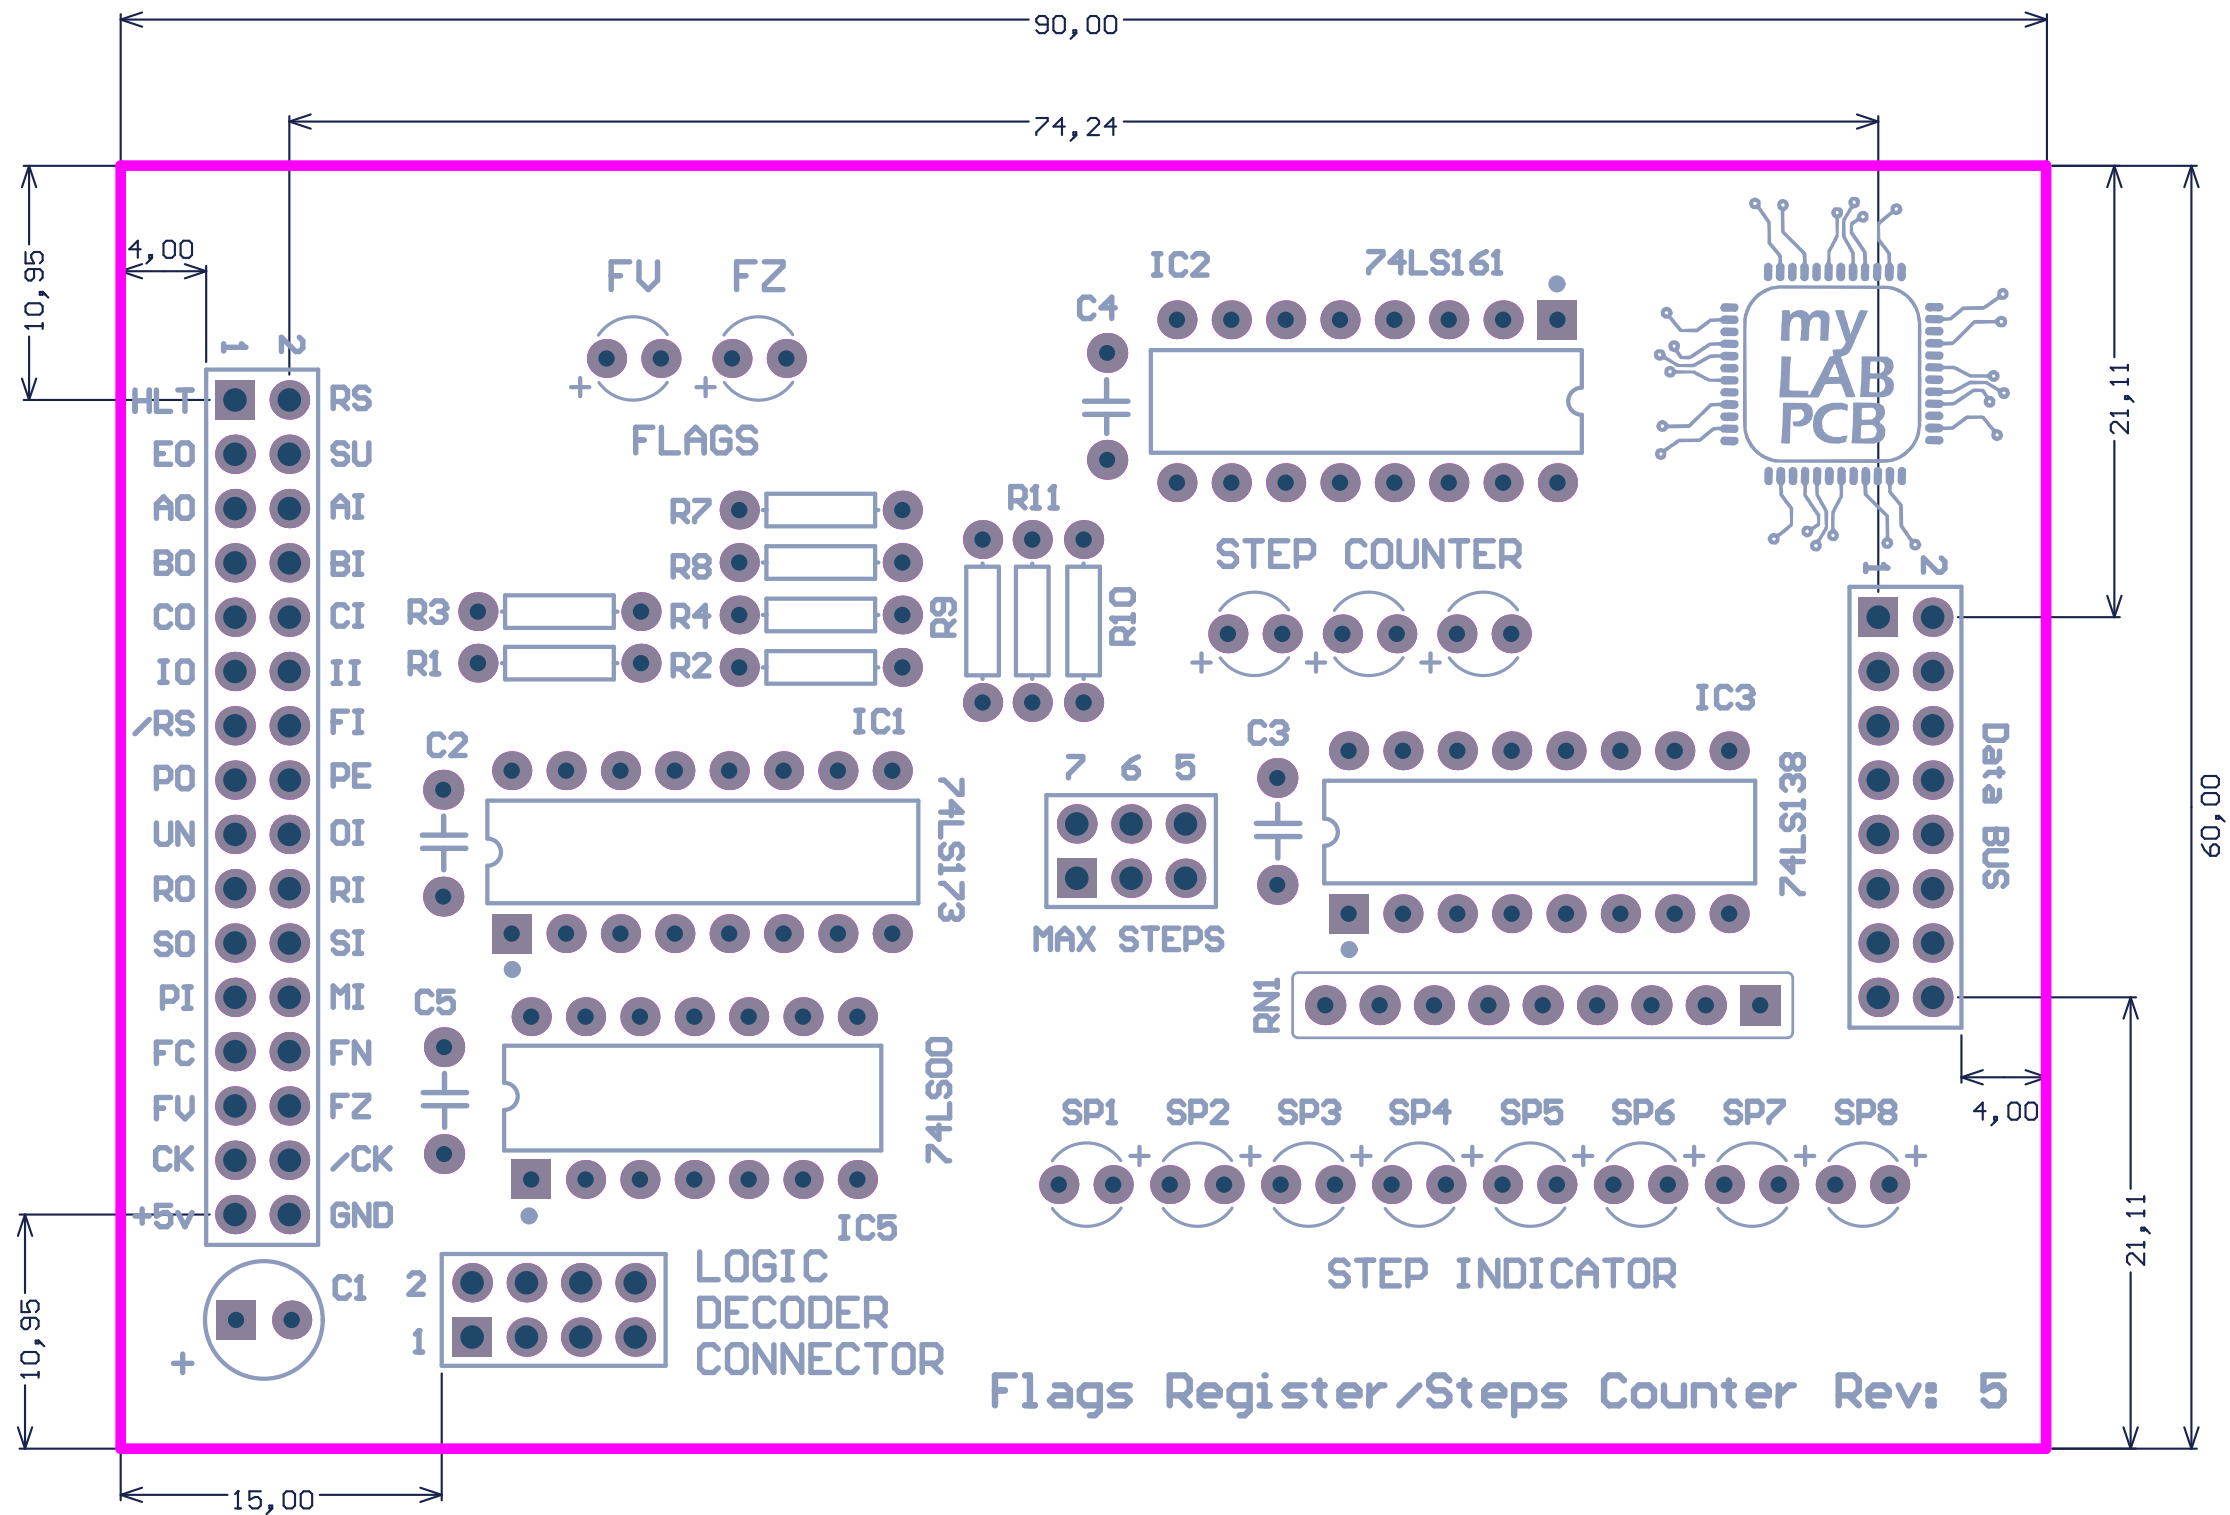 90,00
74,24
10,95
4,00
21,11
60,00
my
LAB
PCB
FV FZ
+ +
FLAGS
IC2 74LS161
C4
1 2
HLT RS
EO SU
AO AI
BO BI
CO CI
IO II
/RS FI
PO PE
UN OI
RO RI
SO SI
PI MI
FC FN
FV FZ
CK /CK
+5v GND
R7
R8
R3 R4
R1 R2
R9
R11
R10
STEP COUNTER
+ + +
1 2
Data BUS
IC1
C2
74LS173
7 6 5
MAX STEPS
C3
IC3
74LS138
RN1
C5
74LS00
IC5
SP1 SP2 SP3 SP4 SP5 SP6 SP7 SP8
+ + + + + + + +
STEP INDICATOR
4,00
21,11
C1
+
10,95
2
1
LOGIC
DECODER
CONNECTOR
Flags Register/Steps Counter Rev: 5
15,00